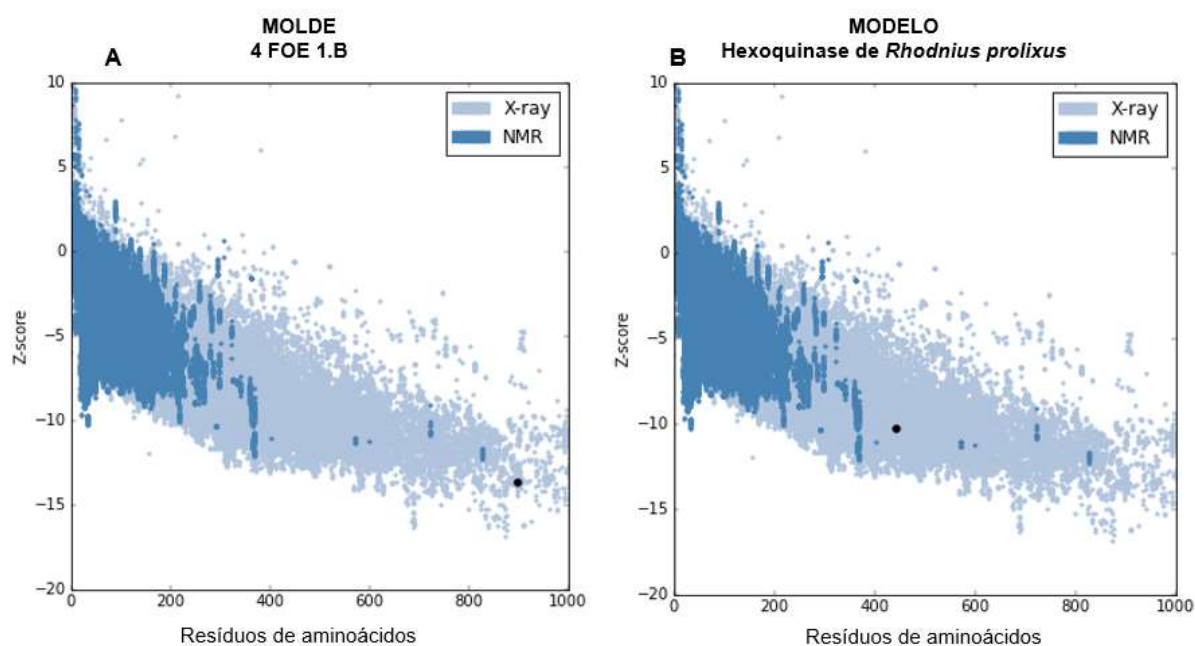 MOLDE
4 FOE 1.B
A
10
5
0
−5
−10
−15
−20
Z-score
X-ray
NMR
0
200
400
600
800
1000
Resíduos de aminoácidos
MODELO
Hexoquinase de Rhodnius prolixus
B
10
5
0
−5
−10
−15
−20
Z-score
X-ray
NMR
0
200
400
600
800
1000
Resíduos de aminoácidos